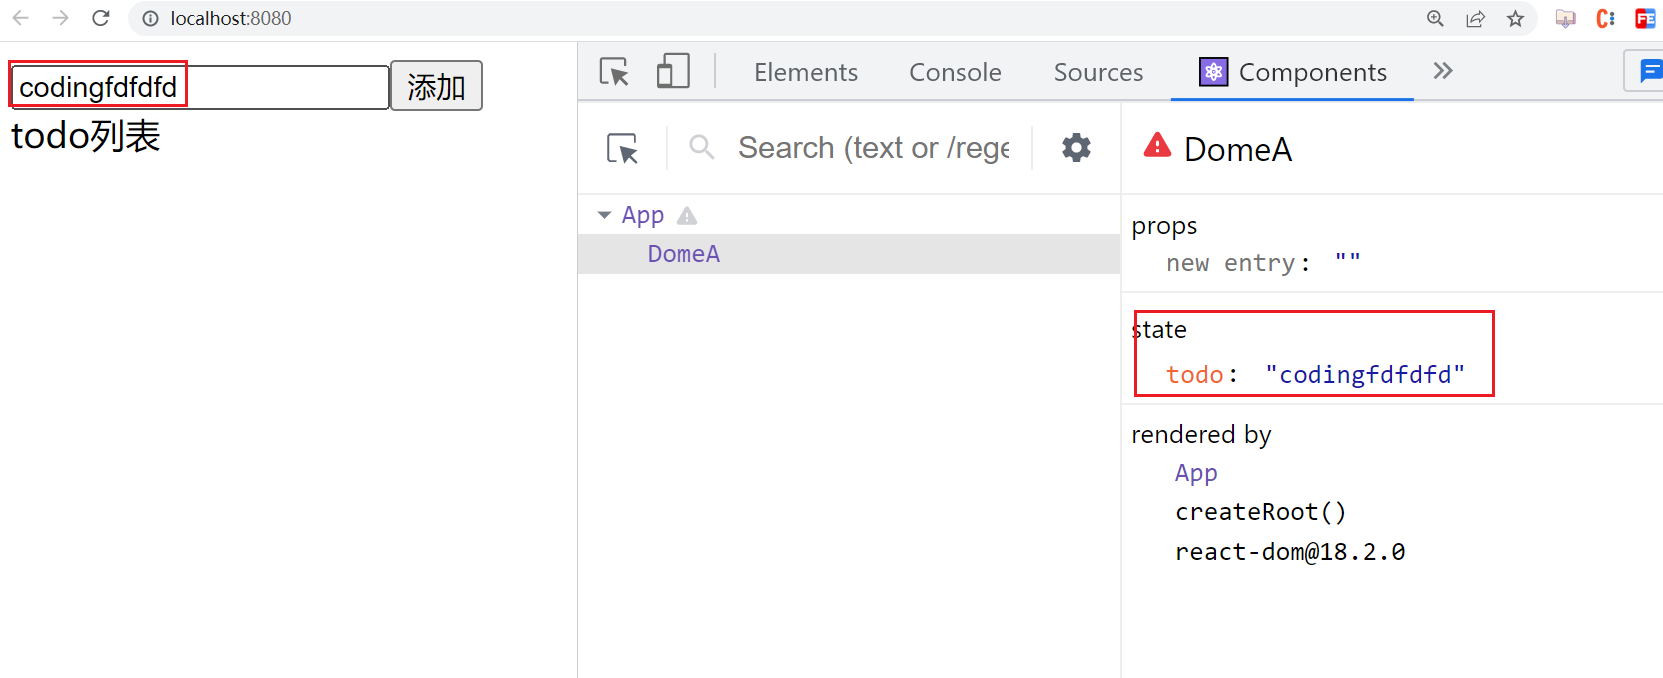 localhost:8080
codingfdfdfd 添加
todo列表
Elements Console Sources Components
Search (text or /rege
App
DomeA
DomeA
props
new entry: ""
state
todo: "codingfdfdfd"
rendered by
App
createRoot()
react-dom@18.2.0